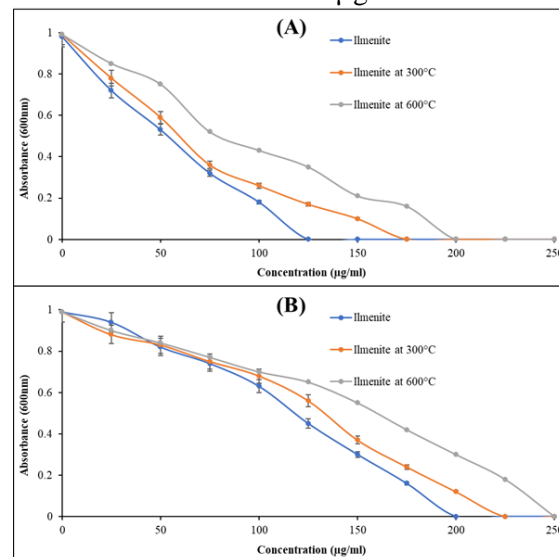 µg
(A)
Ilmenite
Ilmenite at 300°C
Ilmenite at 600°C
Absorbance (600nm)
1
0.8
0.6
0.4
0.2
0
0 50 100 150 200 250
Concentration (µg/ml)
(B)
Ilmenite
Ilmenite at 300°C
Ilmenite at 600°C
Absorbance (600nm)
1
0.8
0.6
0.4
0.2
0
0 50 100 150 200 250
Concentration (µg/ml)